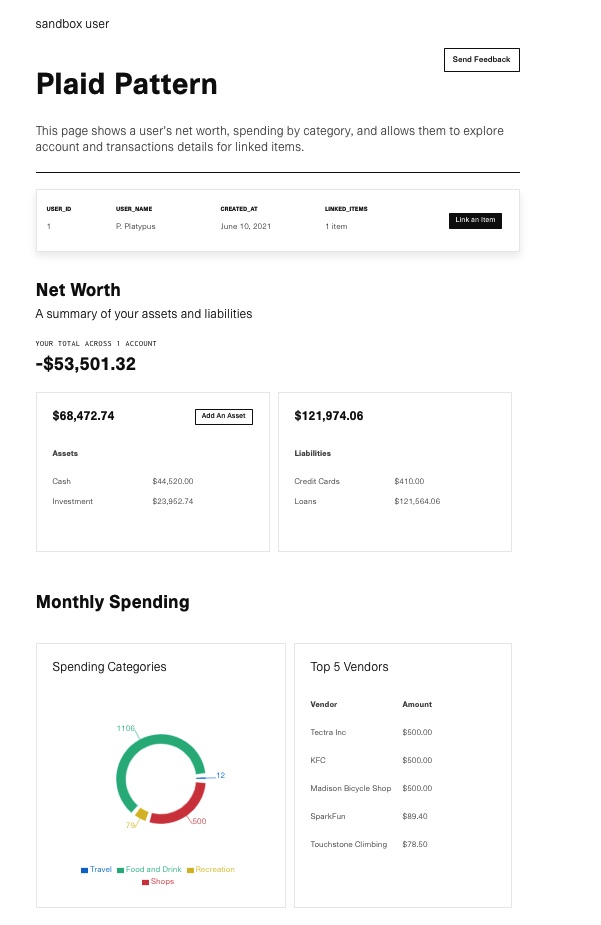 sandbox user
Send Feedback
Plaid Pattern
This page shows a user's net worth, spending by category, and allows them to explore
account and transactions details for linked items.
USER_ID USER_NAME CREATED_AT LINKED_ITEMS
1 P. Platypus June 10, 2021 1 item
Link an Item
Net Worth
A summary of your assets and liabilities
YOUR TOTAL ACROSS 1 ACCOUNT
-$53,501.32
$68,472.74 Add An Asset
Assets
Cash $44,520.00
Investment $23,952.74
$121,974.06
Liabilities
Credit Cards $410.00
Loans $121,564.06
Monthly Spending
Spending Categories
1106
12
79
500
Travel Food and Drink Recreation
Shops
Top 5 Vendors
Vendor Amount
Tectra Inc $500.00
KFC $500.00
Madison Bicycle Shop $500.00
SparkFun $89.40
Touchstone Climbing $78.50